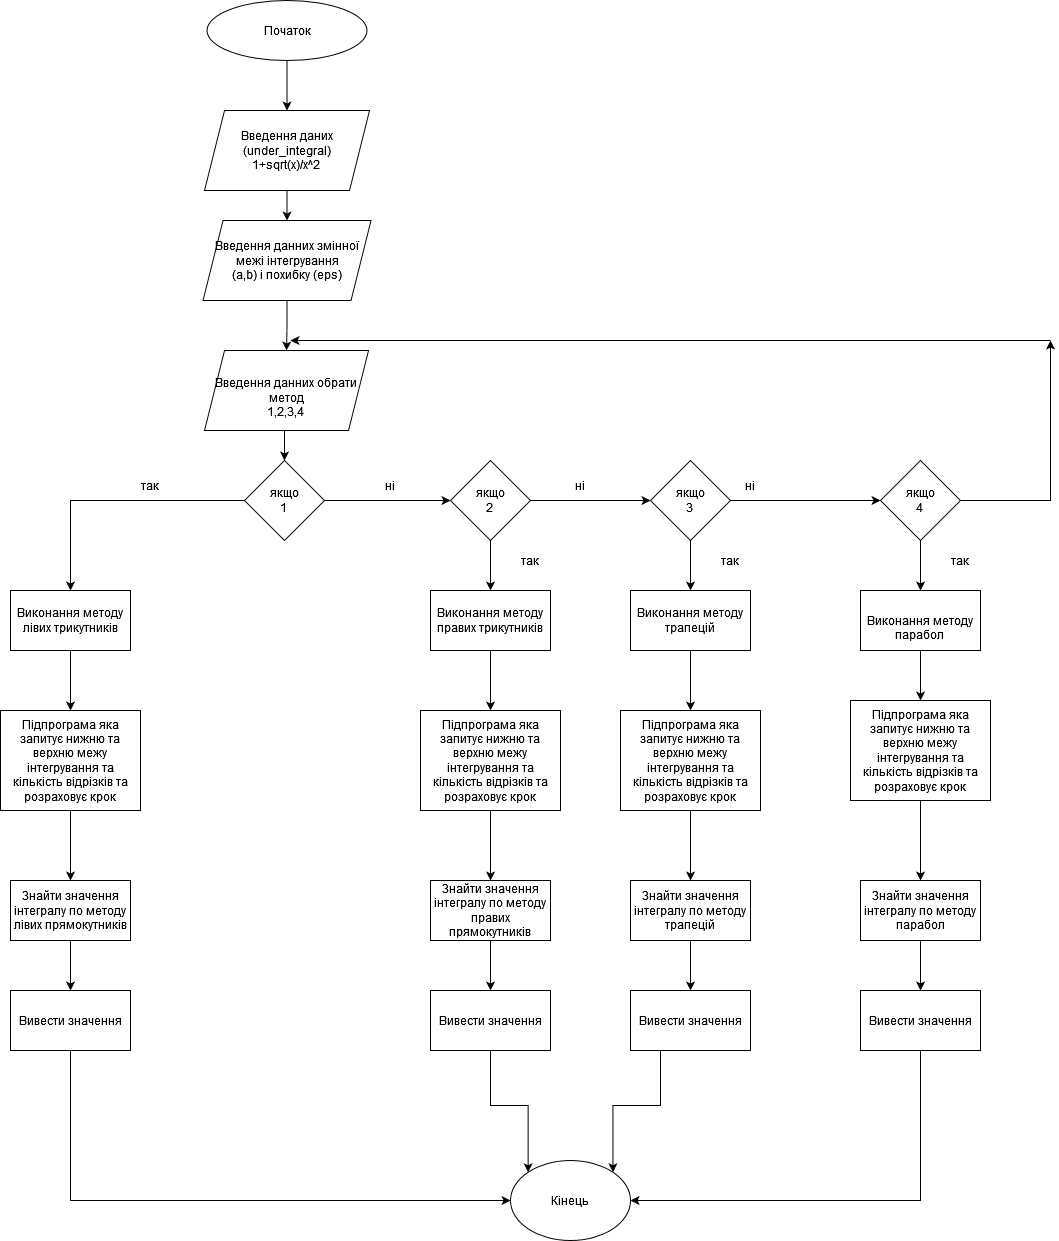 Початок
Введення даних
(under_integral)
1+sqrt(x)/x^2
Введення данних змінної
межі інтегрування
(a,b) і похибку (eps)
Введення данних обрати
метод
1,2,3,4
так
якщо
1
ні
якщо
2
ні
якщо
3
ні
якщо
4
так
так
так
Виконання методу
лівих трикутників
Виконання методу
правих трикутників
Виконання методу
трапецій
Виконання методу
парабол
Підпрограма яка
запитує нижню та
верхню межу
інтегрування та
кількість відрізків та
розраховує крок
Підпрограма яка
запитує нижню та
верхню межу
інтегрування та
кількість відрізків та
розраховує крок
Підпрограма яка
запитує нижню та
верхню межу
інтегрування та
кількість відрізків та
розраховує крок
Підпрограма яка
запитує нижню та
верхню межу
інтегрування та
кількість відрізків та
розраховує крок
Знайти значення
інтегралу по методу
лівих прямокутників
Знайти значення
інтегралу по методу
правих
прямокутників
Знайти значення
інтегралу по методу
трапецій
Знайти значення
інтегралу по методу
парабол
Вивести значення
Вивести значення
Вивести значення
Вивести значення
Кінець